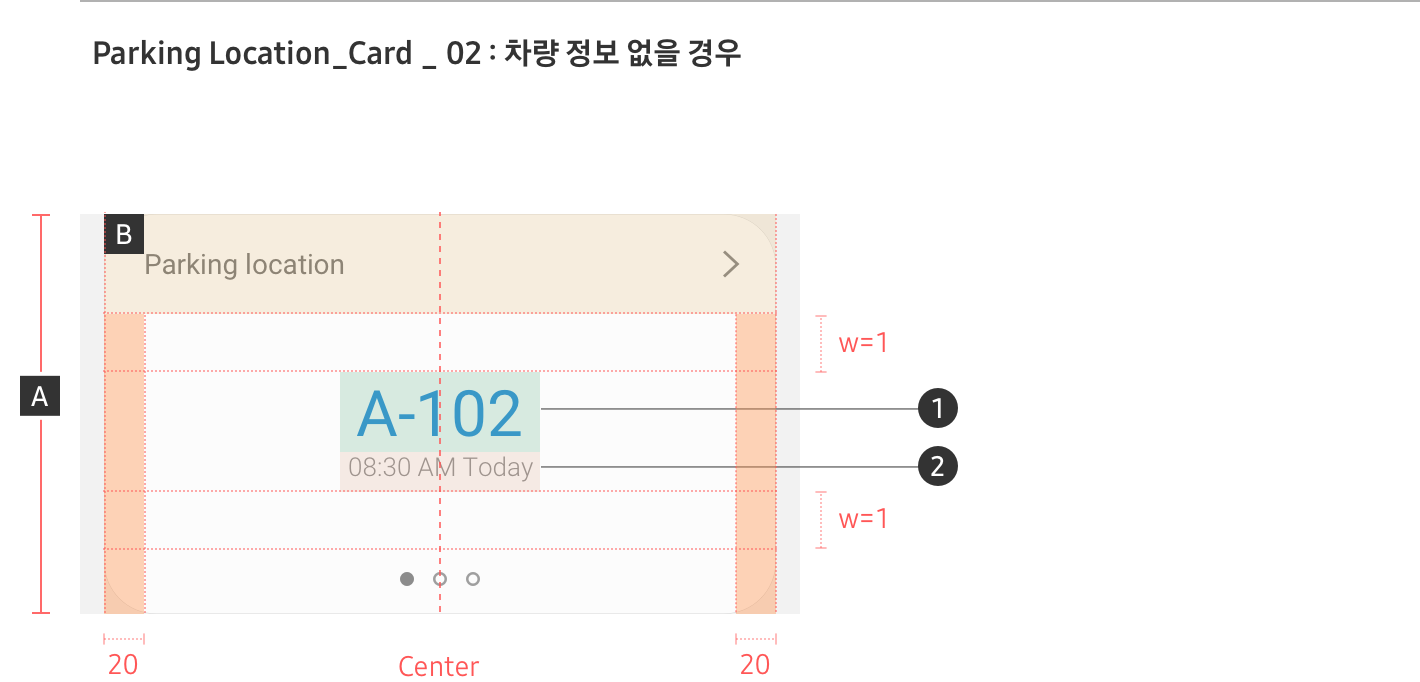 Parking Location_Card _ 02 : 차량 정보 없을 경우
B
Parking location
w=1
A
A-102
1
08:30 AM Today
2
w=1
20
Center
20